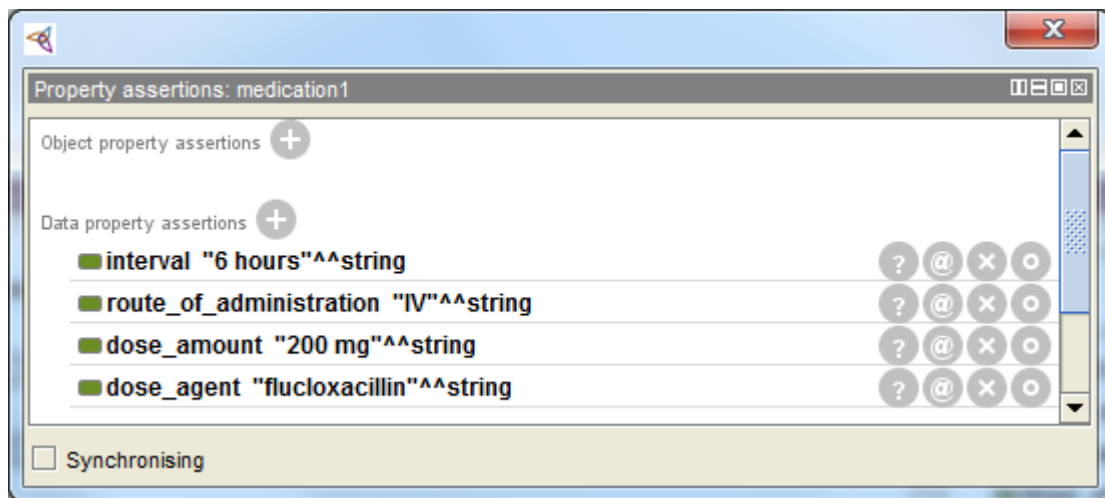 Property assertions: medication1
Object property assertions
Data property assertions
interval "6 hours"^^string
route_of_administration "IV"^^string
dose_amount "200 mg"^^string
dose_agent "flucloxacillin"^^string
Synchronising